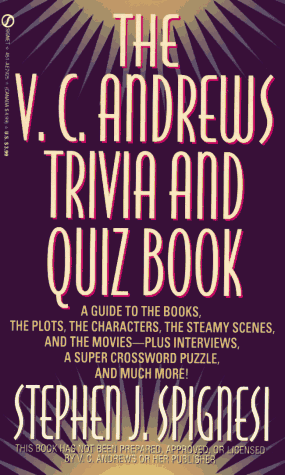 THE
V. C. ANDREWS
TRIVIA AND
QUIZ BOOK
A GUIDE TO THE BOOKS,
THE PLOTS, THE CHARACTERS, THE STEAMY SCENES,
AND THE MOVIES—PLUS INTERVIEWS,
A SUPER CROSSWORD PUZZLE,
AND MUCH MORE!
STEPHEN J. SPIGNESI
THIS BOOK HAS NOT BEEN PREPARED, APPROVED, OR LICENSED
BY V. C. ANDREWS OR HER PUBLISHER
SIGNET